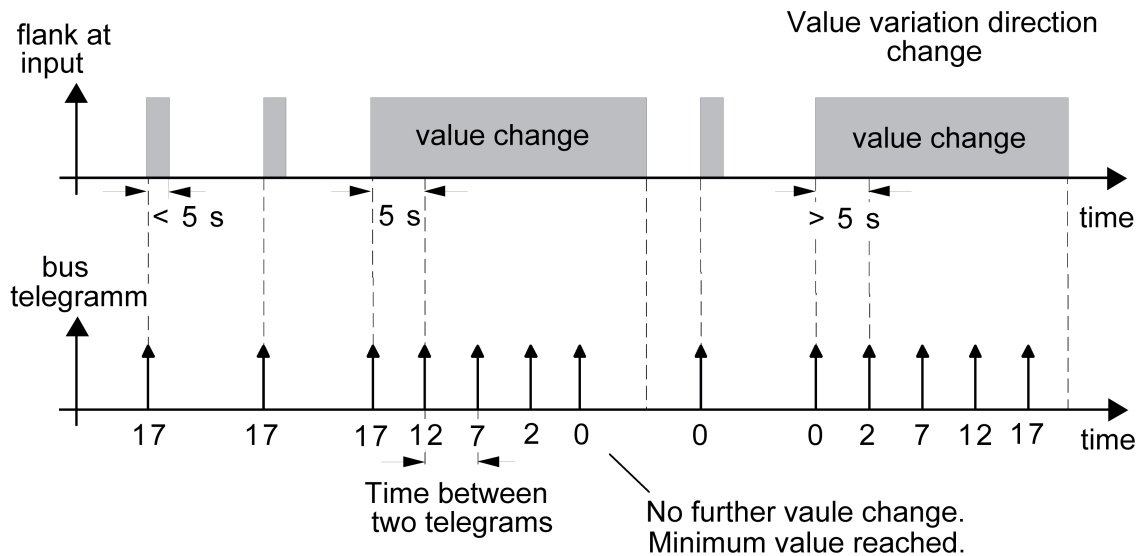 flank at
input
Value variation direction
change
value change
value change
< 5 s
5 s
> 5 s
time
bus
telegramm
17
17
17
12
7
2
0
0
0
2
7
12
17
time
Time between
two telegrams
No further vaule change.
Minimum value reached.